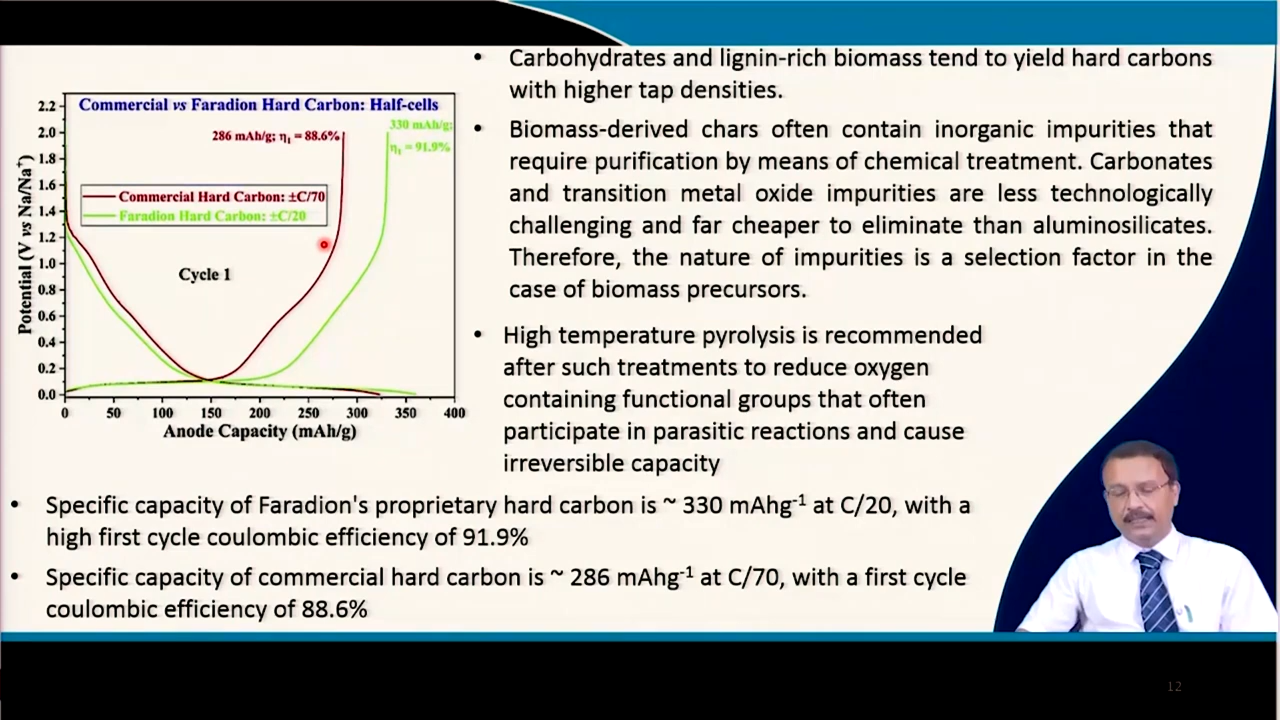 • Carbohydrates and lignin-rich biomass tend to yield hard carbons
with higher tap densities.
• Biomass-derived chars often contain inorganic impurities that
require purification by means of chemical treatment. Carbonates
and transition metal oxide impurities are less technologically
challenging and far cheaper to eliminate than aluminosilicates.
Therefore, the nature of impurities is a selection factor in the
case of biomass precursors.
• High temperature pyrolysis is recommended
after such treatments to reduce oxygen
containing functional groups that often
participate in parasitic reactions and cause
irreversible capacity
Commercial vs Faradion Hard Carbon: Half-cells
330 mAh/g;
286 mAh/g; η₁ = 88.6%
η₁ = 91.9%
Commercial Hard Carbon: ±C/70
Faradion Hard Carbon: ±C/20
Cycle 1
Potential (V vs Na/Na⁺)
2.2
2.0
1.8
1.6
1.4
1.2
1.0
0.8
0.6
0.4
0.2
0.0
0 50 100 150 200 250 300 350 400
Anode Capacity (mAh/g)
• Specific capacity of Faradion's proprietary hard carbon is ~ 330 mAhg⁻¹ at C/20, with a
high first cycle coulombic efficiency of 91.9%
• Specific capacity of commercial hard carbon is ~ 286 mAhg⁻¹ at C/70, with a first cycle
coulombic efficiency of 88.6%
12